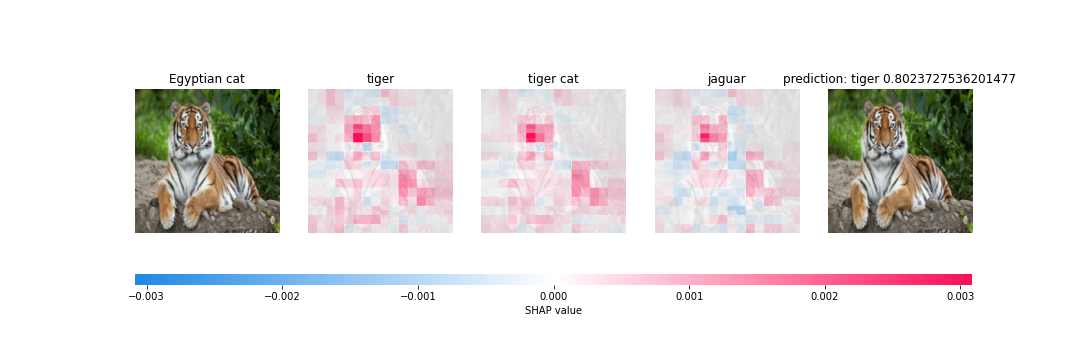 Egyptian cat
tiger
tiger cat
jaguar
prediction: tiger 0.8023727536201477
−0.003
−0.002
−0.001
0.000
0.001
0.002
0.003
SHAP value